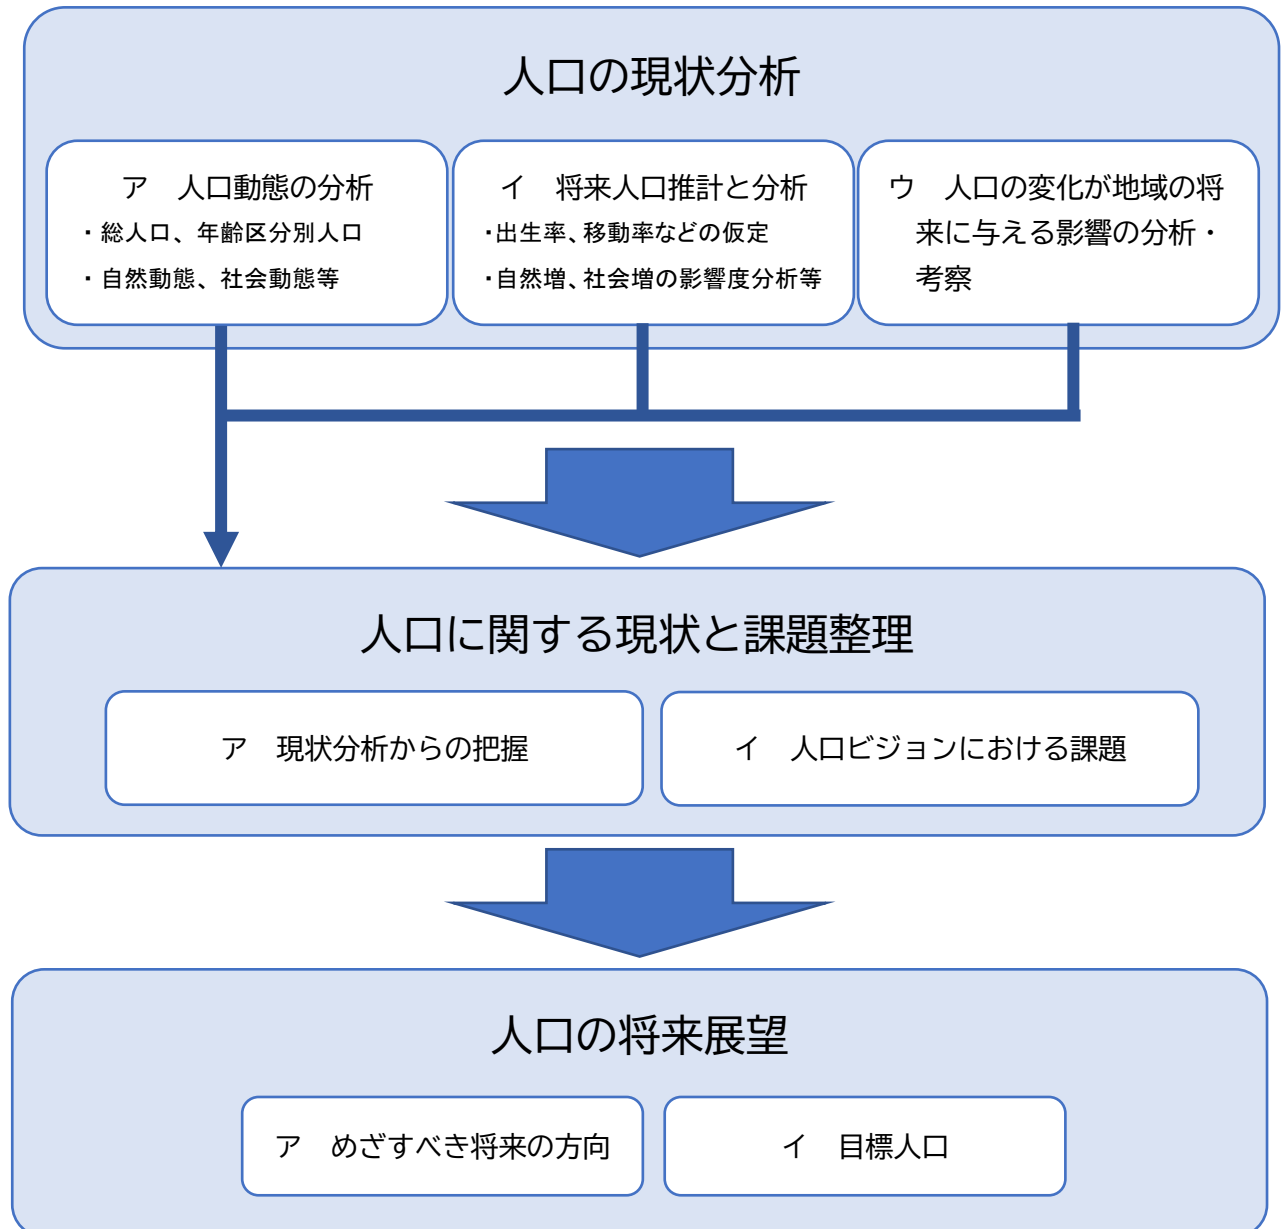 人口の現状分析
ア　人口動態の分析
・総人口、年齢区分別人口
・自然動態、社会動態等
イ　将来人口推計と分析
・出生率、移動率などの仮定
・自然増、社会増の影響度分析等
ウ　人口の変化が地域の将
来に与える影響の分析・
考察
人口に関する現状と課題整理
ア　現状分析からの把握
イ　人口ビジョンにおける課題
人口の将来展望
ア　めざすべき将来の方向
イ　目標人口